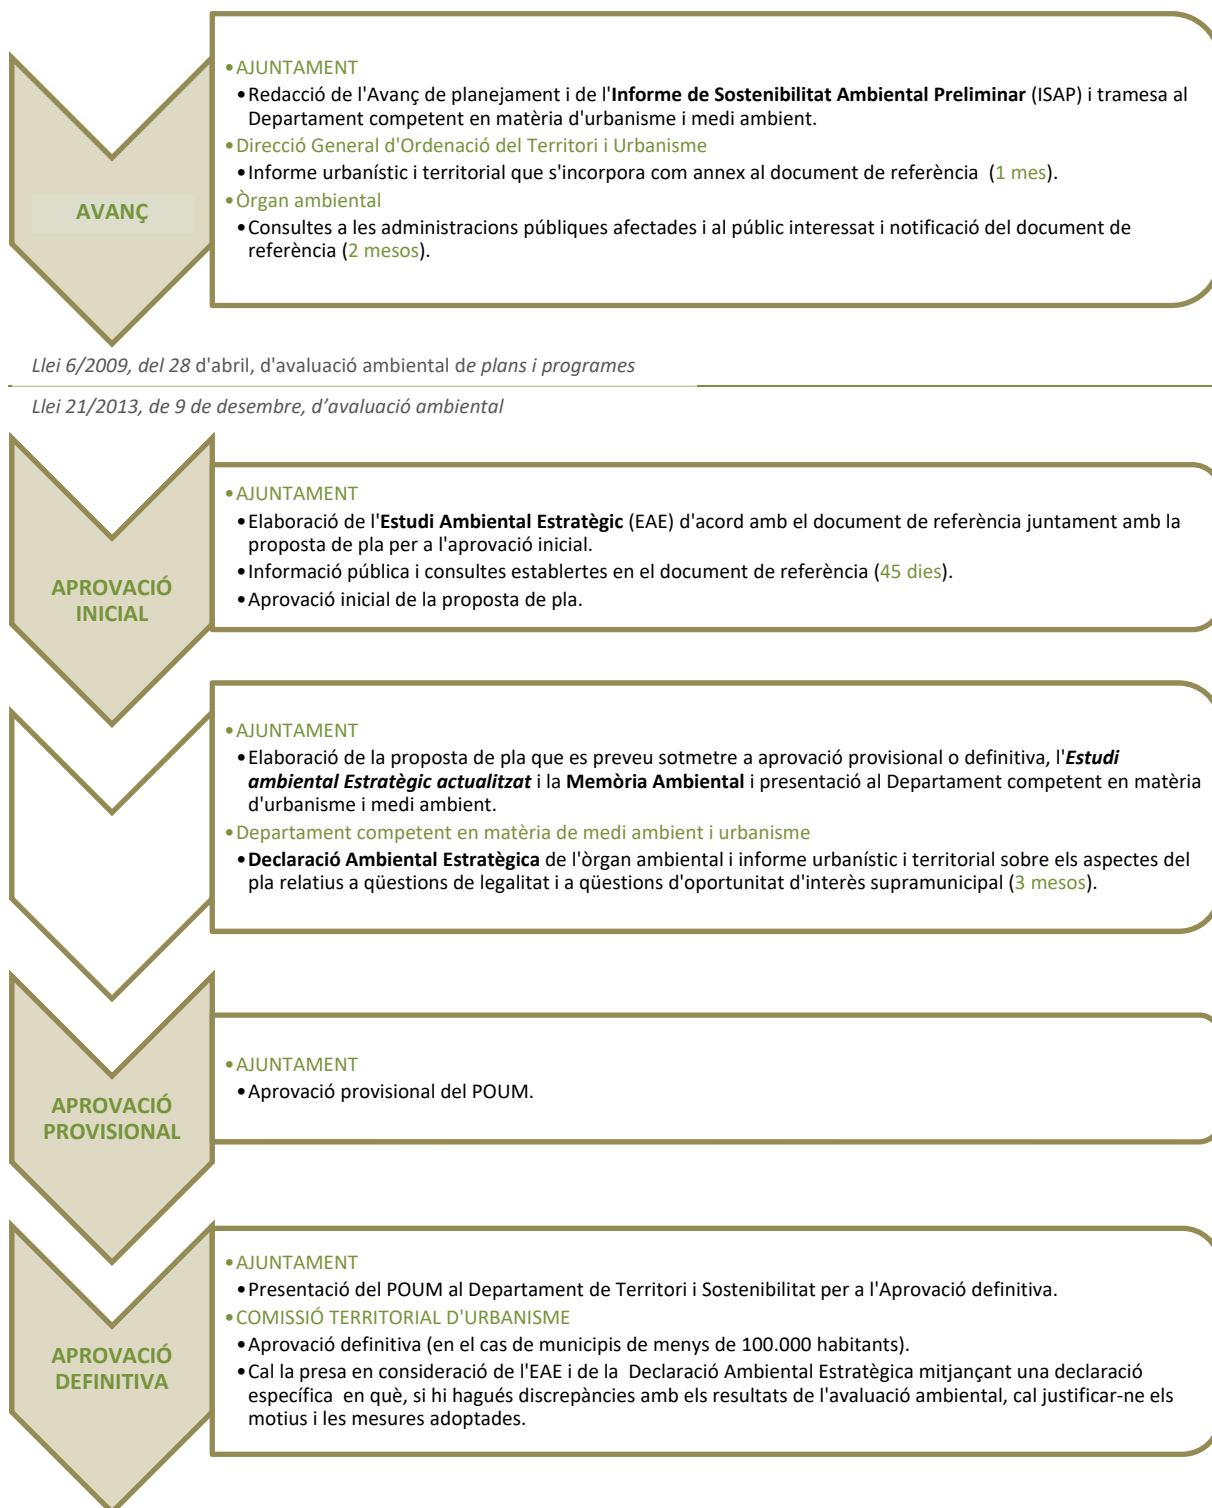 AVANÇ
•AJUNTAMENT
•Redacció de l'Avanç de planejament i de l'Informe de Sostenibilitat Ambiental Preliminar (ISAP) i tramesa al
Departament competent en matèria d'urbanisme i medi ambient.
•Direcció General d'Ordenació del Territori i Urbanisme
•Informe urbanístic i territorial que s'incorpora com annex al document de referència (1 mes).
•Òrgan ambiental
•Consultes a les administracions públiques afectades i al públic interessat i notificació del document de
referència (2 mesos).
Llei 6/2009, del 28 d'abril, d'avaluació ambiental de plans i programes
Llei 21/2013, de 9 de desembre, d’avaluació ambiental
APROVACIÓ
INICIAL
•AJUNTAMENT
•Elaboració de l'Estudi Ambiental Estratègic (EAE) d'acord amb el document de referència juntament amb la
proposta de pla per a l'aprovació inicial.
•Informació pública i consultes establertes en el document de referència (45 dies).
•Aprovació inicial de la proposta de pla.
•AJUNTAMENT
•Elaboració de la proposta de pla que es preveu sotmetre a aprovació provisional o definitiva, l'Estudi
ambiental Estratègic actualitzat i la Memòria Ambiental i presentació al Departament competent en matèria
d'urbanisme i medi ambient.
•Departament competent en matèria de medi ambient i urbanisme
•Declaració Ambiental Estratègica de l'òrgan ambiental i informe urbanístic i territorial sobre els aspectes del
pla relatius a qüestions de legalitat i a qüestions d'oportunitat d'interès supramunicipal (3 mesos).
APROVACIÓ
PROVISIONAL
•AJUNTAMENT
•Aprovació provisional del POUM.
APROVACIÓ
DEFINITIVA
•AJUNTAMENT
•Presentació del POUM al Departament de Territori i Sostenibilitat per a l'Aprovació definitiva.
•COMISSIÓ TERRITORIAL D'URBANISME
•Aprovació definitiva (en el cas de municipis de menys de 100.000 habitants).
•Cal la presa en consideració de l'EAE i de la Declaració Ambiental Estratègica mitjançant una declaració
específica en què, si hi hagués discrepàncies amb els resultats de l'avaluació ambiental, cal justificar-ne els
motius i les mesures adoptades.